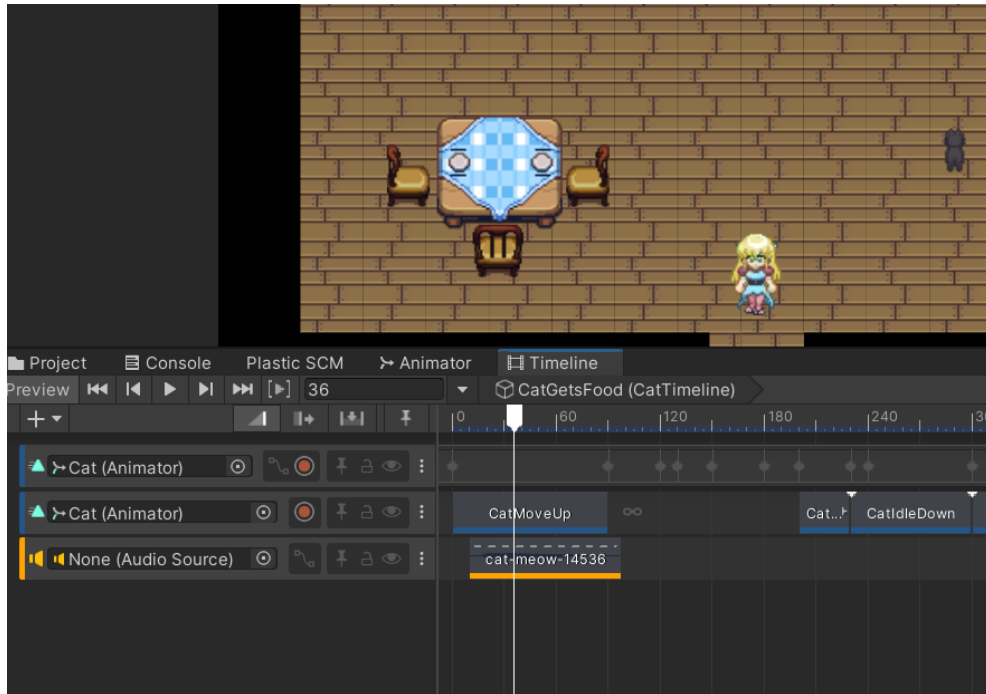 Project Console Plastic SCM Animator Timeline
Preview 36 CatGetsFood (CatTimeline)
0 60 120 180 240
Cat (Animator)
Cat (Animator) CatMoveUp Cat... CatIdleDown
None (Audio Source) cat-meow-14536